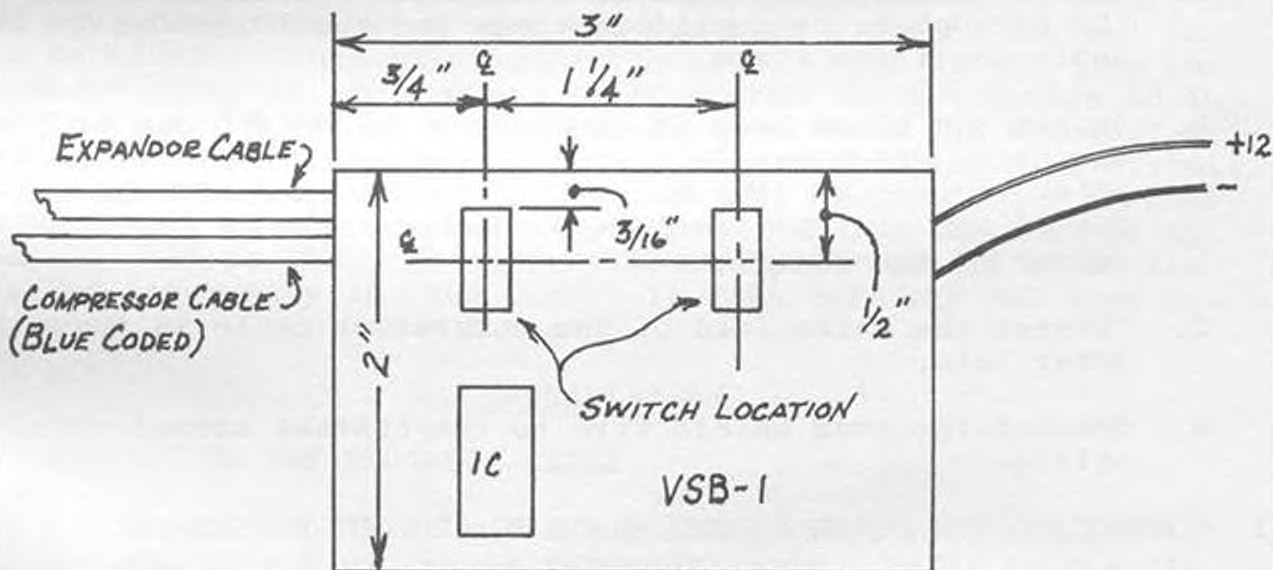 3"
℄
℄
3/4"
1 1/4"
EXPANDOR CABLE
+12
-
3/16"
℄
COMPRESSOR CABLE
(BLUE CODED)
1/2"
2"
SWITCH LOCATION
IC
VSB-1